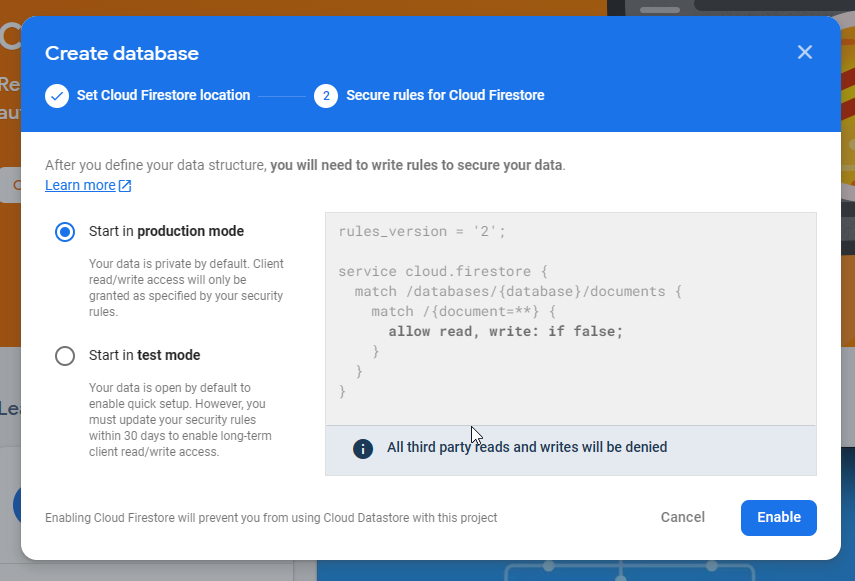 Create database
Set Cloud Firestore location
2
Secure rules for Cloud Firestore
After you define your data structure, you will need to write rules to secure your data.
Learn more
Start in production mode
Your data is private by default. Client
read/write access will only be
granted as specified by your security
rules.
Start in test mode
Your data is open by default to
enable quick setup. However, you
must update your security rules
within 30 days to enable long-term
client read/write access.
rules_version = '2';
service cloud.firestore {
match /databases/{database}/documents {
match /{document=**} {
allow read, write: if false;
}
}
}
All third party reads and writes will be denied
Enabling Cloud Firestore will prevent you from using Cloud Datastore with this project
Cancel
Enable